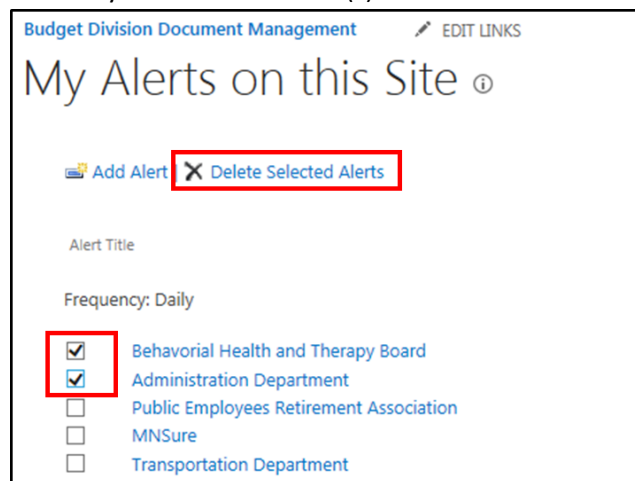 Budget Division Document Management EDIT LINKS
My Alerts on this Site
Add Alert | Delete Selected Alerts
Alert Title
Frequency: Daily
Behavorial Health and Therapy Board
Administration Department
Public Employees Retirement Association
MNSure
Transportation Department